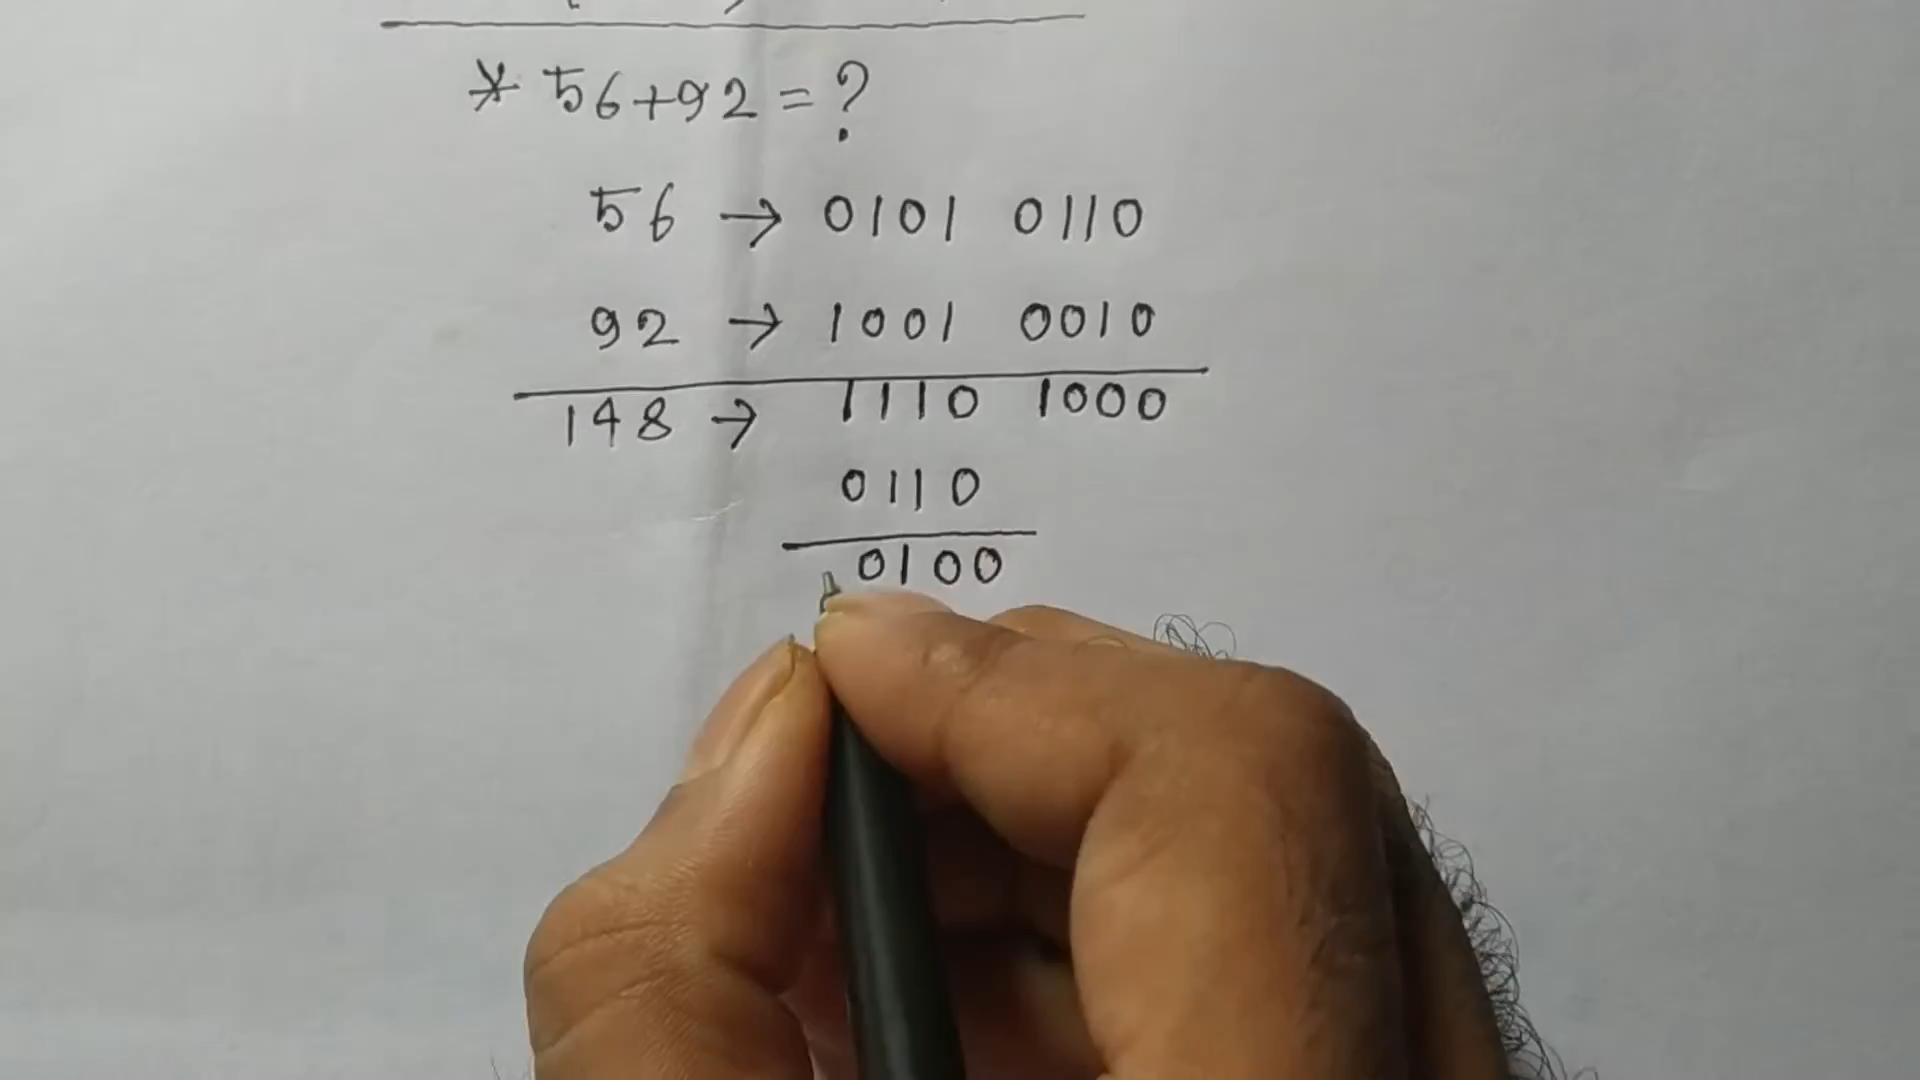 * 56+92=?
56 → 0101 0110
92 → 1001 0010
148 → 1110 1000
0110
0100